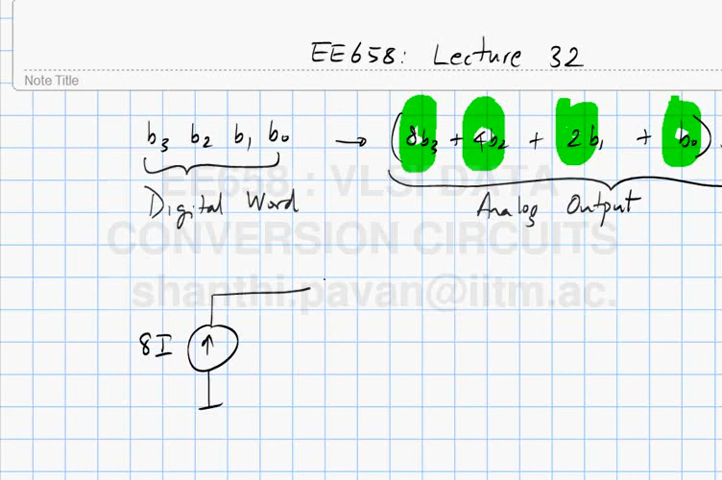 EE658: Lecture 32
Note Title
b₃ b₂ b₁ b₀ → (8b₃ + 4b₂ + 2b₁ + b₀).
Digital Word
Analog Output
EE658 : VLSI DATA
CONVERSION CIRCUITS
shanthi.pavan@iitm.ac.
8I